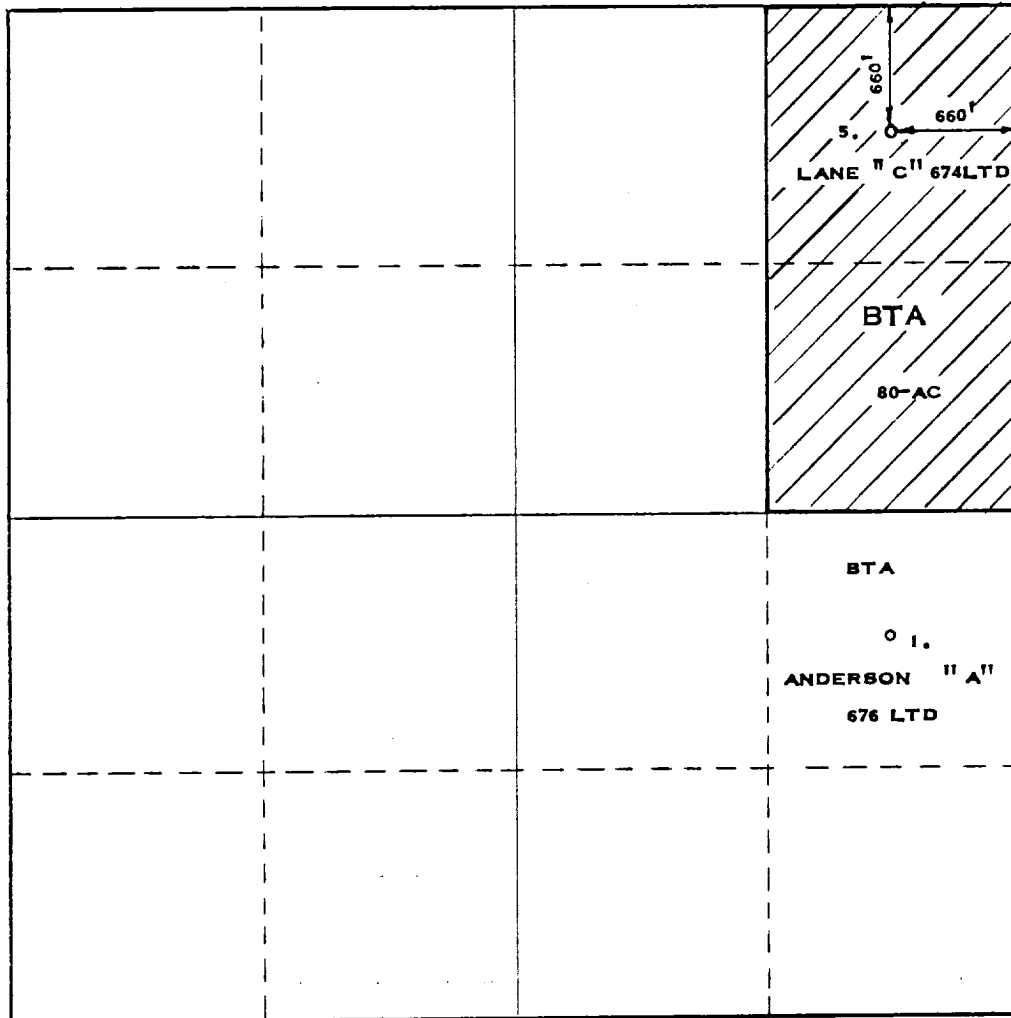 660'
660'
5.
LANE "C" 674LTD
BTA
80-AC
BTA
1.
ANDERSON "A"
676 LTD